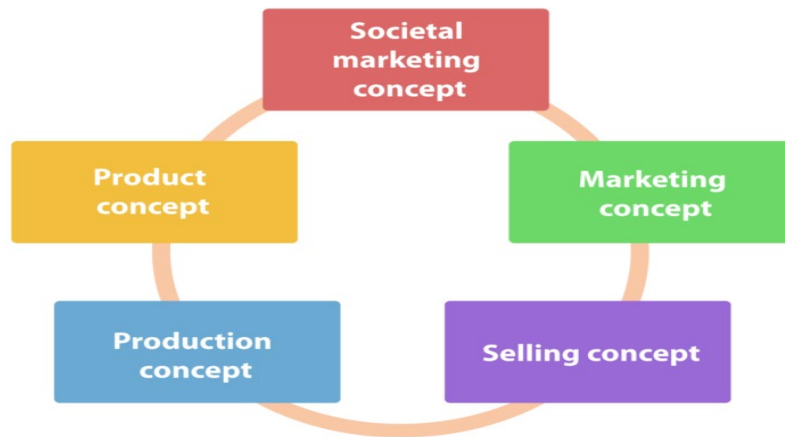 Societal
marketing
concept
Product
concept
Marketing
concept
Production
concept
Selling concept